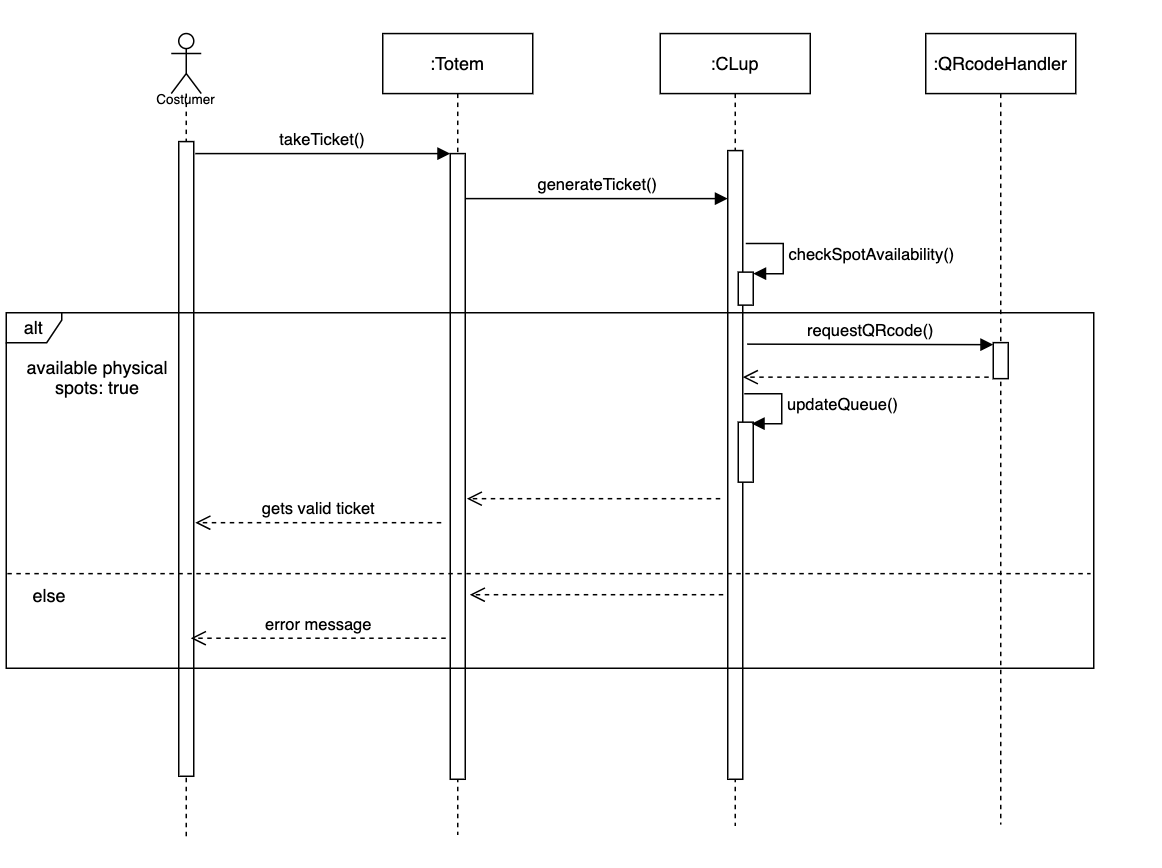 Costumer
:Totem
:CLup
:QRcodeHandler
takeTicket()
generateTicket()
checkSpotAvailability()
alt
requestQRcode()
available physical
spots: true
updateQueue()
gets valid ticket
else
error message